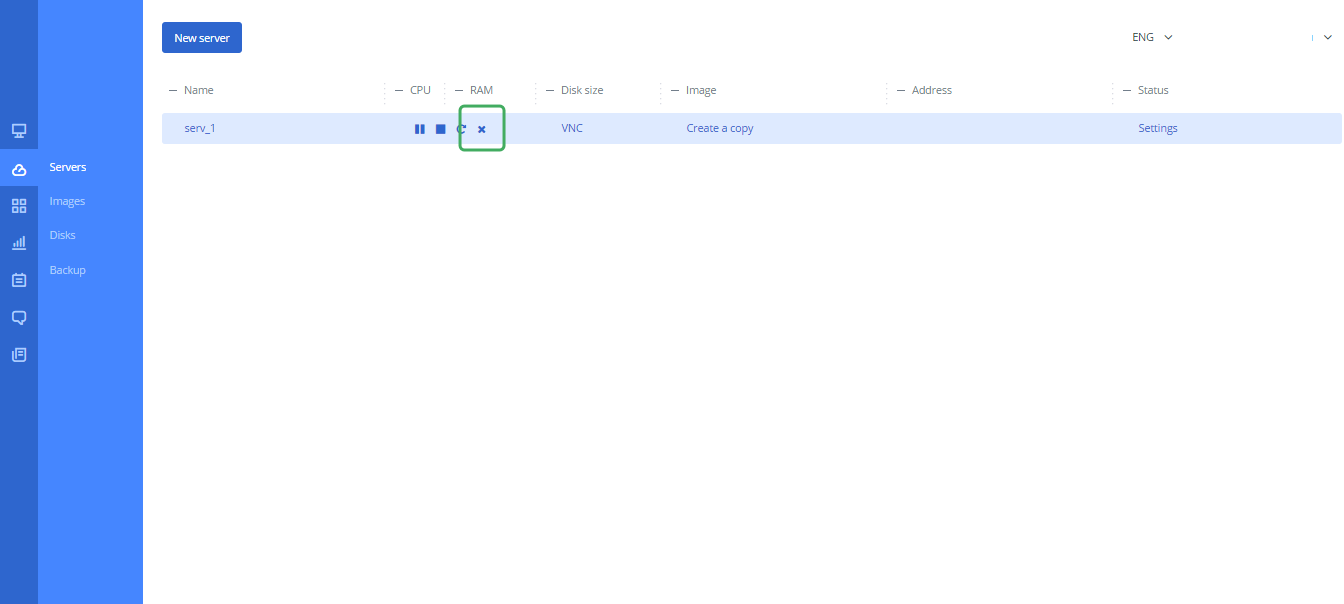 New server
ENG
Name CPU RAM Disk size Image Address Status
serv_1 VNC Create a copy Settings
Servers
Images
Disks
Backup